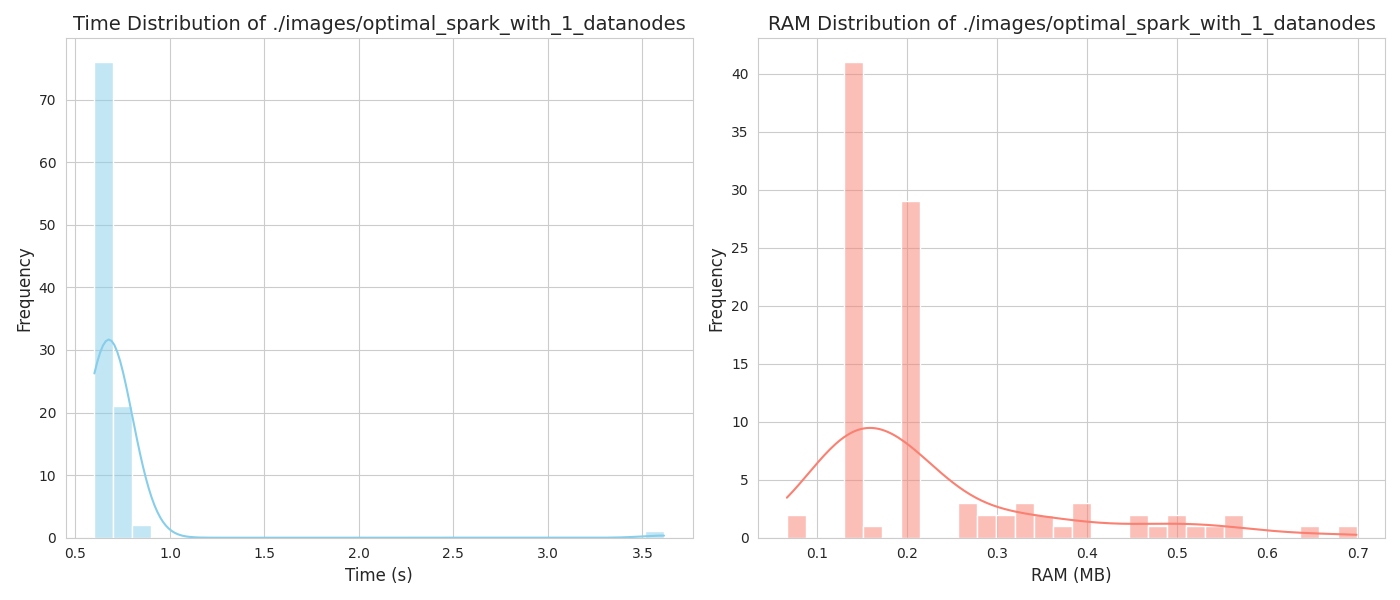 Time Distribution of ./images/optimal_spark_with_1_datanodes
Frequency
70
60
50
40
30
20
10
0
0.5 1.0 1.5 2.0 2.5 3.0 3.5
Time (s)
RAM Distribution of ./images/optimal_spark_with_1_datanodes
Frequency
40
35
30
25
20
15
10
5
0
0.1 0.2 0.3 0.4 0.5 0.6 0.7
RAM (MB)